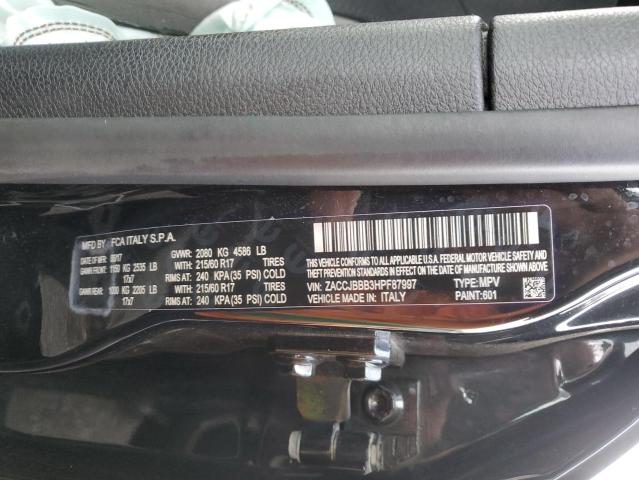 MFD BY FCA ITALY S.P.A.
DATE OF MFR: 05/17 GVWR: 2080 KG 4586 LB
GAWR FRONT: 1150 KG 2535 LB WITH: 215/60 R17 TIRES
17x7 RIMS AT: 240 KPA(35 PSI) COLD
GAWR REAR: 1000 KG 2205 LB WITH: 215/60 R17 TIRES
17x7 RIMS AT: 240 KPA(35 PSI) COLD
THIS VEHICLE CONFORMS TO ALL APPLICABLE U.S.A. FEDERAL MOTOR VEHICLE
SAFETY, BUMPER, AND THEFT PREVENTION STANDARDS IN EFFECT ON THE DATE OF
MANUFACTURE SHOWN ABOVE.
VIN: ZACCJBBB3HPF87997 TYPE: MPV
VEHICLE MADE IN: ITALY PAINT: 601